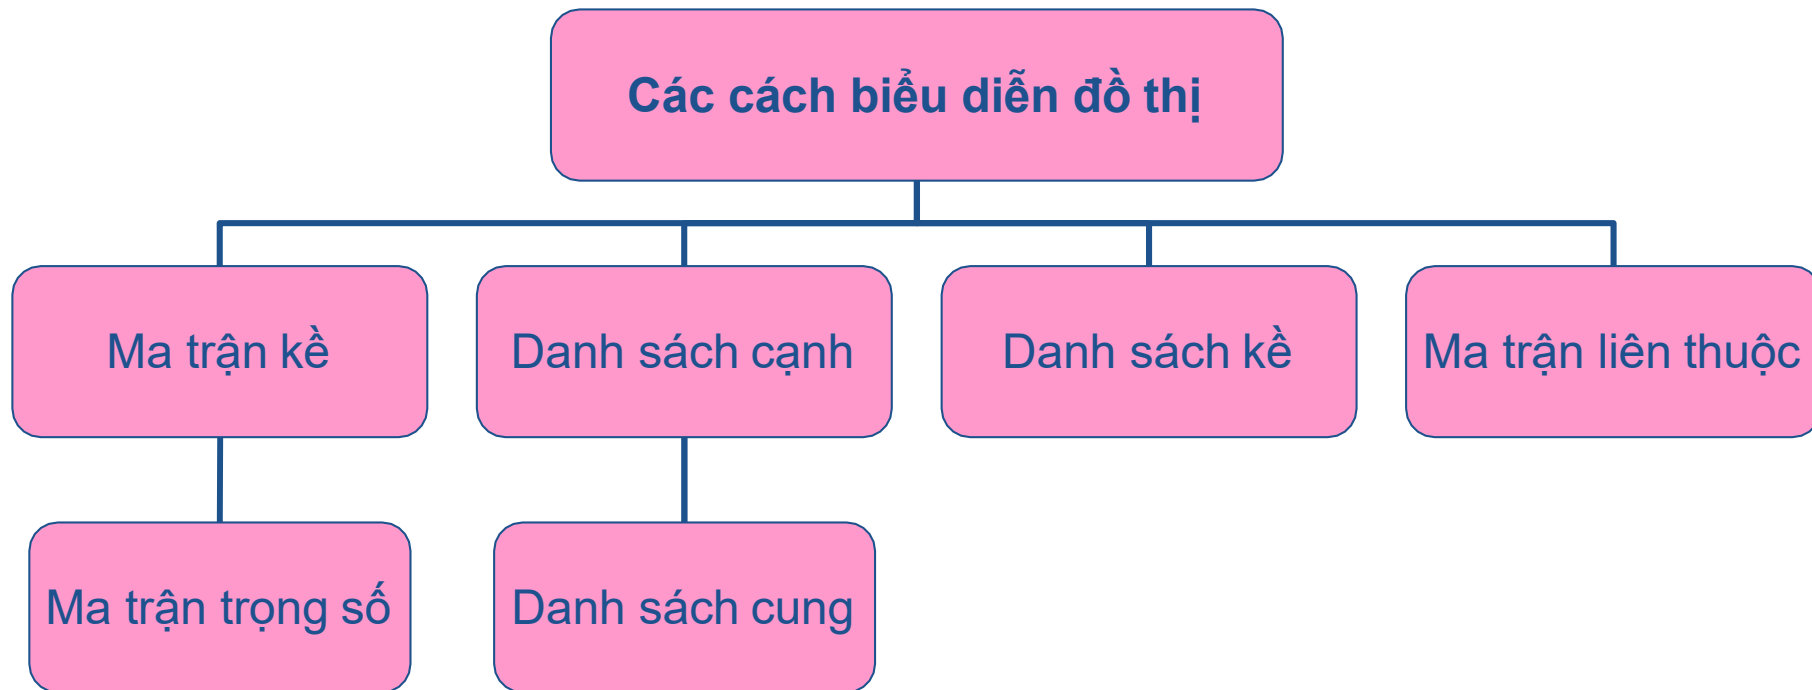 Các cách biểu diễn đồ thị
Ma trận kề
Danh sách cạnh
Danh sách kề
Ma trận liên thuộc
Ma trận trọng số
Danh sách cung